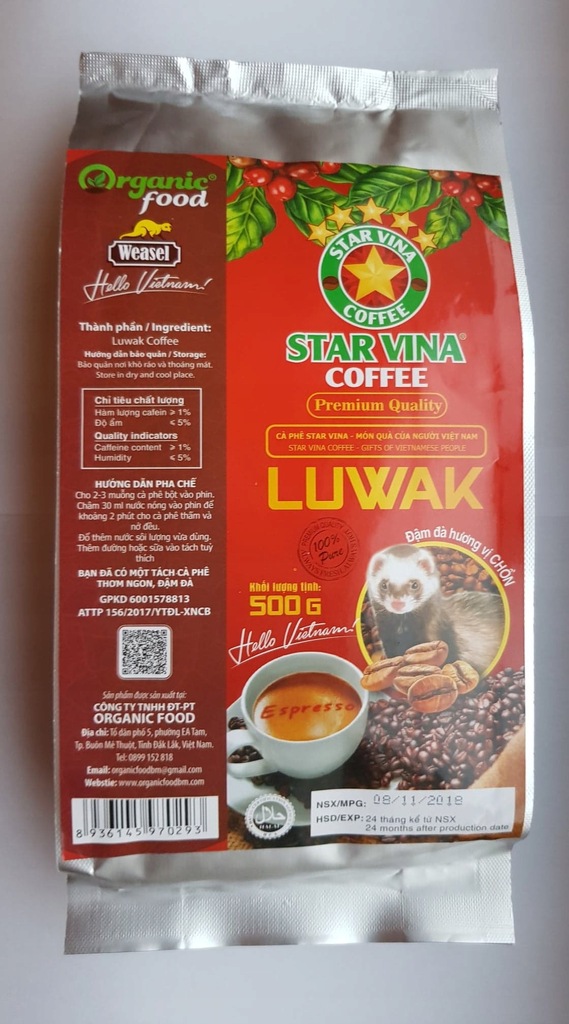 Organic®
food
Weasel
Hello Vietnam!
Thành phần / Ingredient:
Luwak Coffee
Hướng dẫn bảo quản / Storage:
Bảo quản nơi khô ráo và thoáng mát.
Store in dry and cool place.
Chỉ tiêu chất lượng
Hàm lượng cafein > 1%
Độ ẩm ≤ 5%
Quality indicators
Caffeine content > 1%
Humidity ≤ 5%
HƯỚNG DẪN PHA CHẾ
Cho 2-3 muỗng cà phê bột vào phin.
Châm 30 ml nước nóng vào phin để
khoảng 2 phút cho cà phê thấm và
nở đều.
Đổ thêm nước sôi lượng vừa dùng.
Thêm đường hoặc sữa vào tách tuỳ
thích
BẠN ĐÃ CÓ MỘT TÁCH CÀ PHÊ
THƠM NGON, ĐẬM ĐÀ
GPKD 6001578813
ATTP 156/2017/YTĐL-XNCB
Sản phẩm được sản xuất tại:
CÔNG TY TNHH ĐT-PT
ORGANIC FOOD
Địa chỉ: Tổ dân phố 5, phường EA Tam,
Tp. Buôn Mê Thuột, Tỉnh Đắk Lắk, Việt Nam.
Tel: 0899 152 818
Email: organicfoodbm@gmail.com
Webstie: www.organicfoodbm.com
8 936145 970293
STAR VINA
COFFEE
STAR VINA®
COFFEE
Premium Quality
CÀ PHÊ STAR VINA - MÓN QUÀ CỦA NGƯỜI VIỆT NAM
STAR VINA COFFEE - GIFTS OF VIETNAMESE PEOPLE
LUWAK
100%
Pure
Đậm đà hương vị CHỒN
Khối lượng tịnh:
500 G
Hello Vietnam!
Espresso
حلال
HALAL
NSX/MPG: 08/11/2018
HSD/EXP: 24 tháng kể từ NSX
24 months after production date